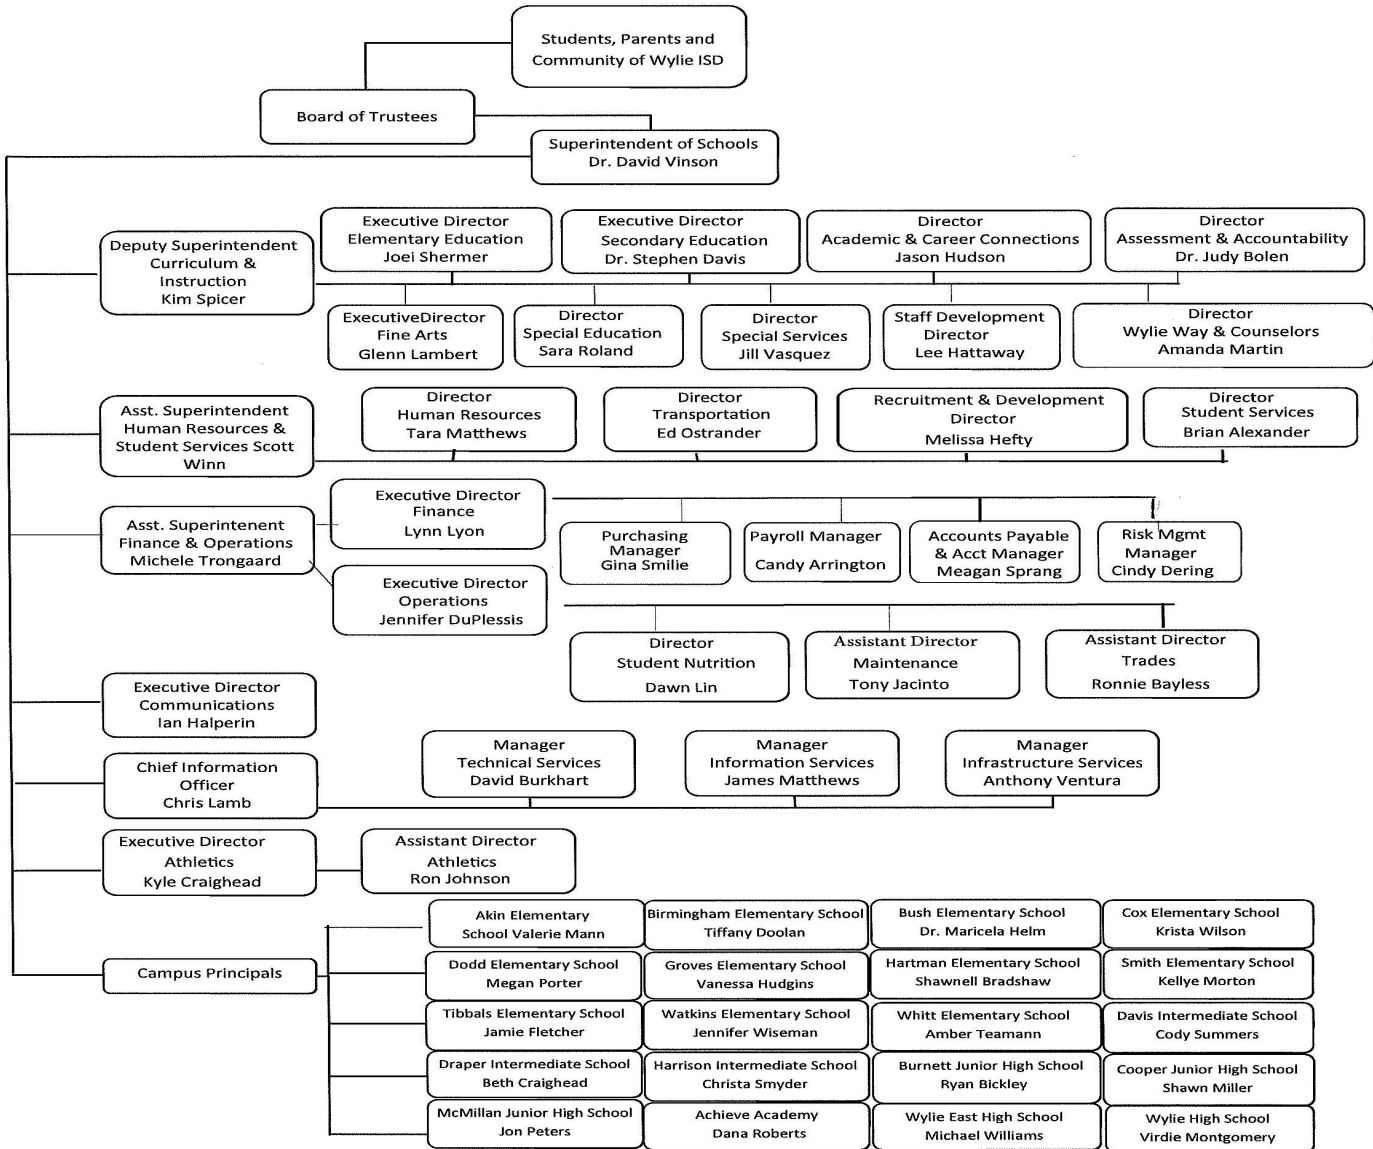 Students, Parents and
Community of Wylie ISD
Board of Trustees
Superintendent of Schools
Dr. David Vinson
Deputy Superintendent
Curriculum &
Instruction
Kim Spicer
Executive Director
Elementary Education
Joei Shermer
Executive Director
Secondary Education
Dr. Stephen Davis
Director
Academic & Career Connections
Jason Hudson
Director
Assessment & Accountability
Dr. Judy Bolen
ExecutiveDirector
Fine Arts
Glenn Lambert
Director
Special Education
Sara Roland
Director
Special Services
Jill Vasquez
Staff Development
Director
Lee Hattaway
Director
Wylie Way & Counselors
Amanda Martin
Asst. Superintendent
Human Resources &
Student Services Scott
Winn
Director
Human Resources
Tara Matthews
Director
Transportation
Ed Ostrander
Recruitment & Development
Director
Melissa Hefty
Director
Student Services
Brian Alexander
Asst. Superintenent
Finance & Operations
Michele Trongaard
Executive Director
Finance
Lynn Lyon
Purchasing
Manager
Gina Smilie
Payroll Manager
Candy Arrington
Accounts Payable
& Acct Manager
Meagan Sprang
Risk Mgmt
Manager
Cindy Dering
Executive Director
Operations
Jennifer DuPlessis
Director
Student Nutrition
Dawn Lin
Assistant Director
Maintenance
Tony Jacinto
Assistant Director
Trades
Ronnie Bayless
Executive Director
Communications
Ian Halperin
Chief Information
Officer
Chris Lamb
Manager
Technical Services
David Burkhart
Manager
Information Services
James Matthews
Manager
Infrastructure Services
Anthony Ventura
Executive Director
Athletics
Kyle Craighead
Assistant Director
Athletics
Ron Johnson
Campus Principals
Akin Elementary
School Valerie Mann
Birmingham Elementary School
Tiffany Doolan
Bush Elementary School
Dr. Maricela Helm
Cox Elementary School
Krista Wilson
Dodd Elementary School
Megan Porter
Groves Elementary School
Vanessa Hudgins
Hartman Elementary School
Shawnell Bradshaw
Smith Elementary School
Kellye Morton
Tibbals Elementary School
Jamie Fletcher
Watkins Elementary School
Jennifer Wiseman
Whitt Elementary School
Amber Teamann
Davis Intermediate School
Cody Summers
Draper Intermediate School
Beth Craighead
Harrison Intermediate School
Christa Smyder
Burnett Junior High School
Ryan Bickley
Cooper Junior High School
Shawn Miller
McMillan Junior High School
Jon Peters
Achieve Academy
Dana Roberts
Wylie East High School
Michael Williams
Wylie High School
Virdie Montgomery